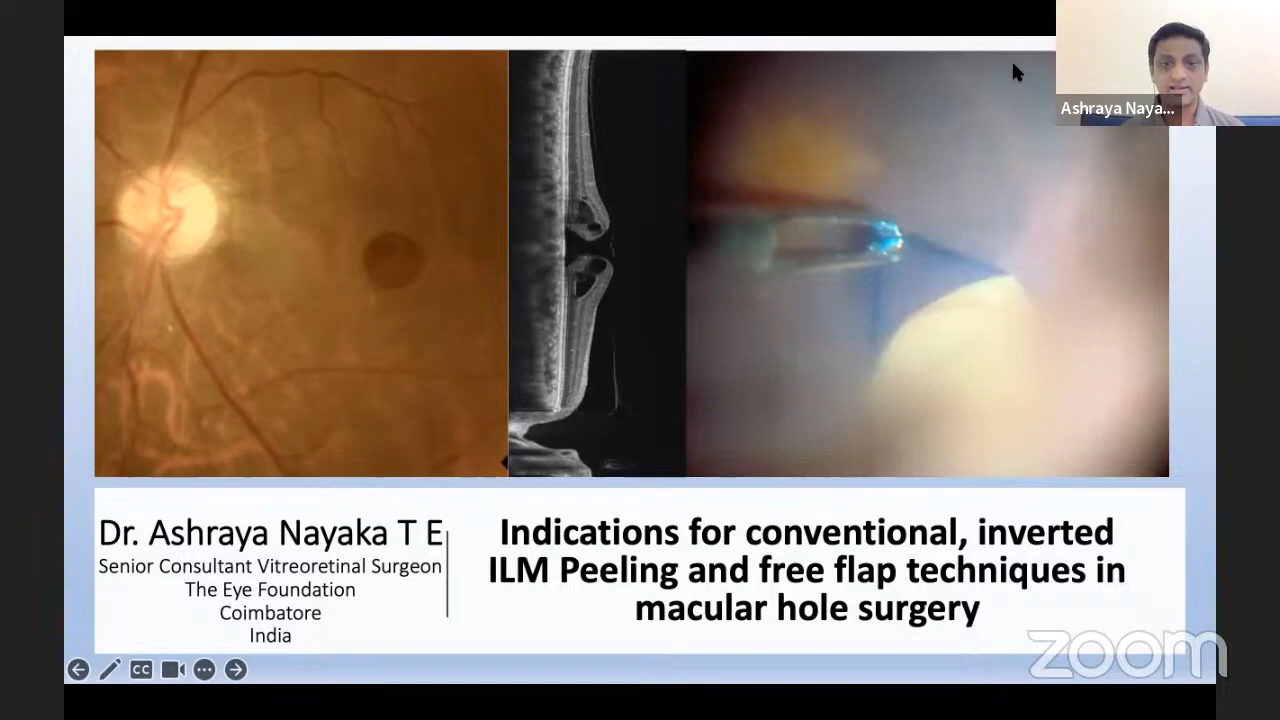 Ashraya Naya...
Dr. Ashraya Nayaka T E
Senior Consultant Vitreoretinal Surgeon
The Eye Foundation
Coimbatore
India
Indications for conventional, inverted
ILM Peeling and free flap techniques in
macular hole surgery
zoom
CC